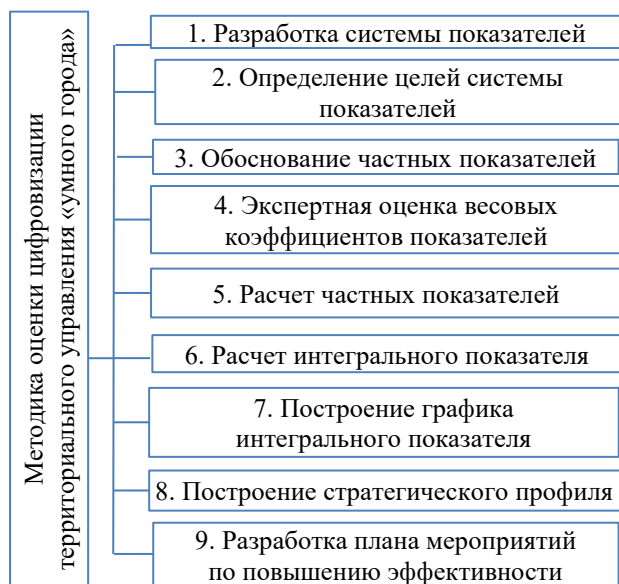 Методика оценки цифровизации
территориального управления «умного города»
1. Разработка системы показателей
2. Определение целей системы
показателей
3. Обоснование частных показателей
4. Экспертная оценка весовых
коэффициентов показателей
5. Расчет частных показателей
6. Расчет интегрального показателя
7. Построение графика
интегрального показателя
8. Построение стратегического профиля
9. Разработка плана мероприятий
по повышению эффективности